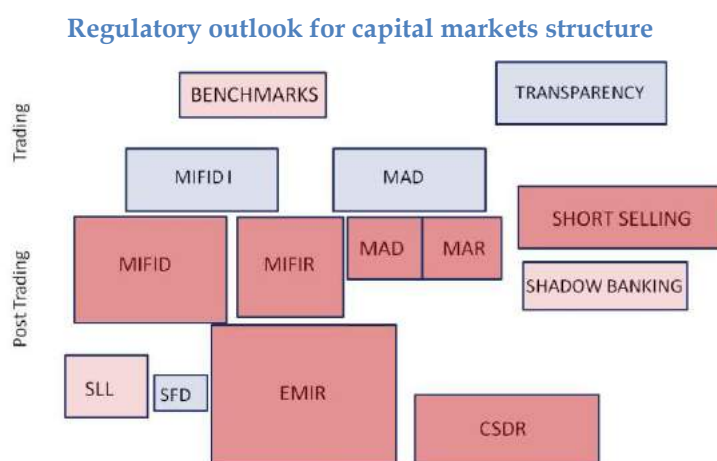 Regulatory outlook for capital markets structure
Trading
BENCHMARKS
TRANSPARENCY
MIFID I
MAD
Post Trading
MIFID
MIFIR
MAD
MAR
SHORT SELLING
SHADOW BANKING
SLL
SFD
EMIR
CSDR